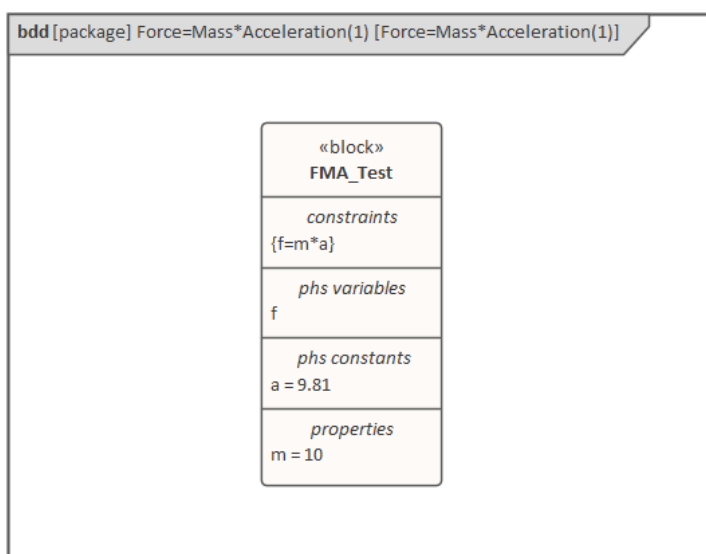 bdd [package] Force=Mass*Acceleration(1) [Force=Mass*Acceleration(1)]
«block»
FMA_Test
constraints
{f=m*a}
phs variables
f
phs constants
a = 9.81
properties
m = 10